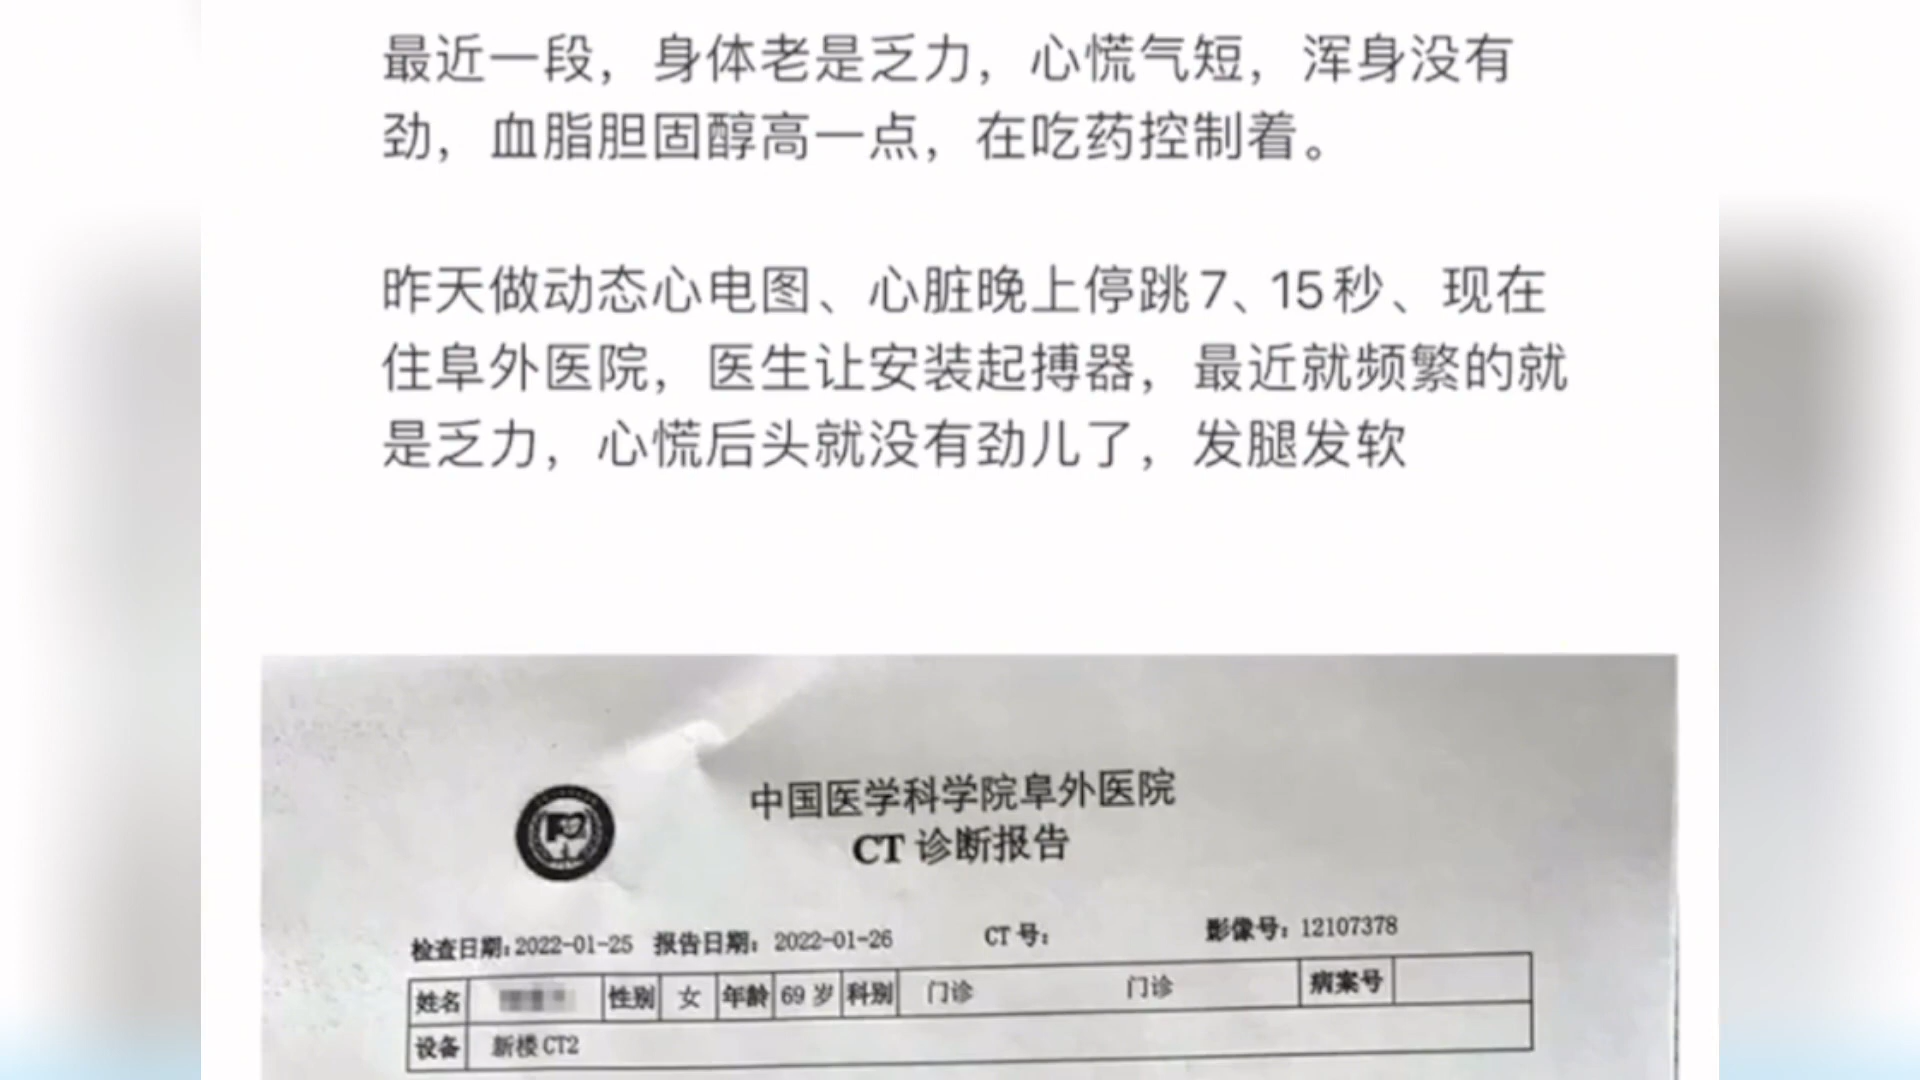 最近一段，身体老是乏力，心慌气短，浑身没有
劲，血脂胆固醇高一点，在吃药控制着。
昨天做动态心电图、心脏晚上停跳7、15秒、现在
住阜外医院，医生让安装起搏器，最近就频繁的就
是乏力，心慌后头就没有劲儿了，发腿发软
中国医学科学院阜外医院
CT 诊断报告
检查日期：2022-01-25 报告日期：2022-01-26 CT 号： 影像号：12107378
姓名 性别 女 年龄 69 岁 科别 门诊 门诊 病案号
设备 新楼CT2